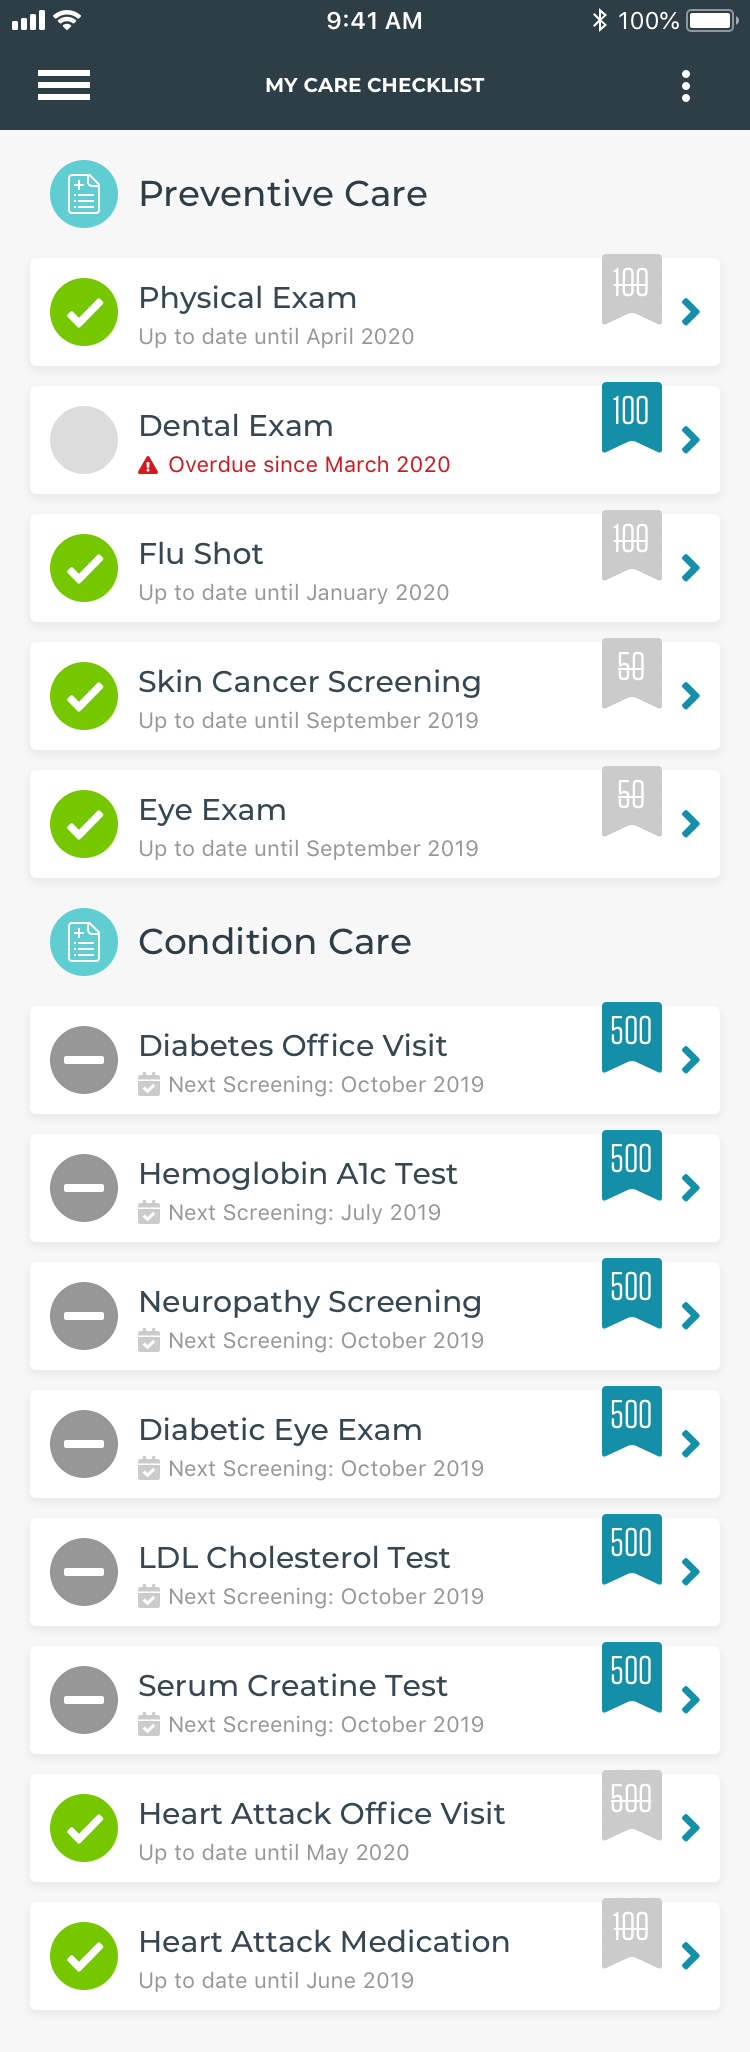 9:41 AM 100%
MY CARE CHECKLIST
Preventive Care
Physical Exam
100
Up to date until April 2020
Dental Exam
100
Overdue since March 2020
Flu Shot
100
Up to date until January 2020
Skin Cancer Screening
50
Up to date until September 2019
Eye Exam
50
Up to date until September 2019
Condition Care
Diabetes Office Visit
500
Next Screening: October 2019
Hemoglobin A1c Test
500
Next Screening: July 2019
Neuropathy Screening
500
Next Screening: October 2019
Diabetic Eye Exam
500
Next Screening: October 2019
LDL Cholesterol Test
500
Next Screening: October 2019
Serum Creatine Test
500
Next Screening: October 2019
Heart Attack Office Visit
500
Up to date until May 2020
Heart Attack Medication
100
Up to date until June 2019